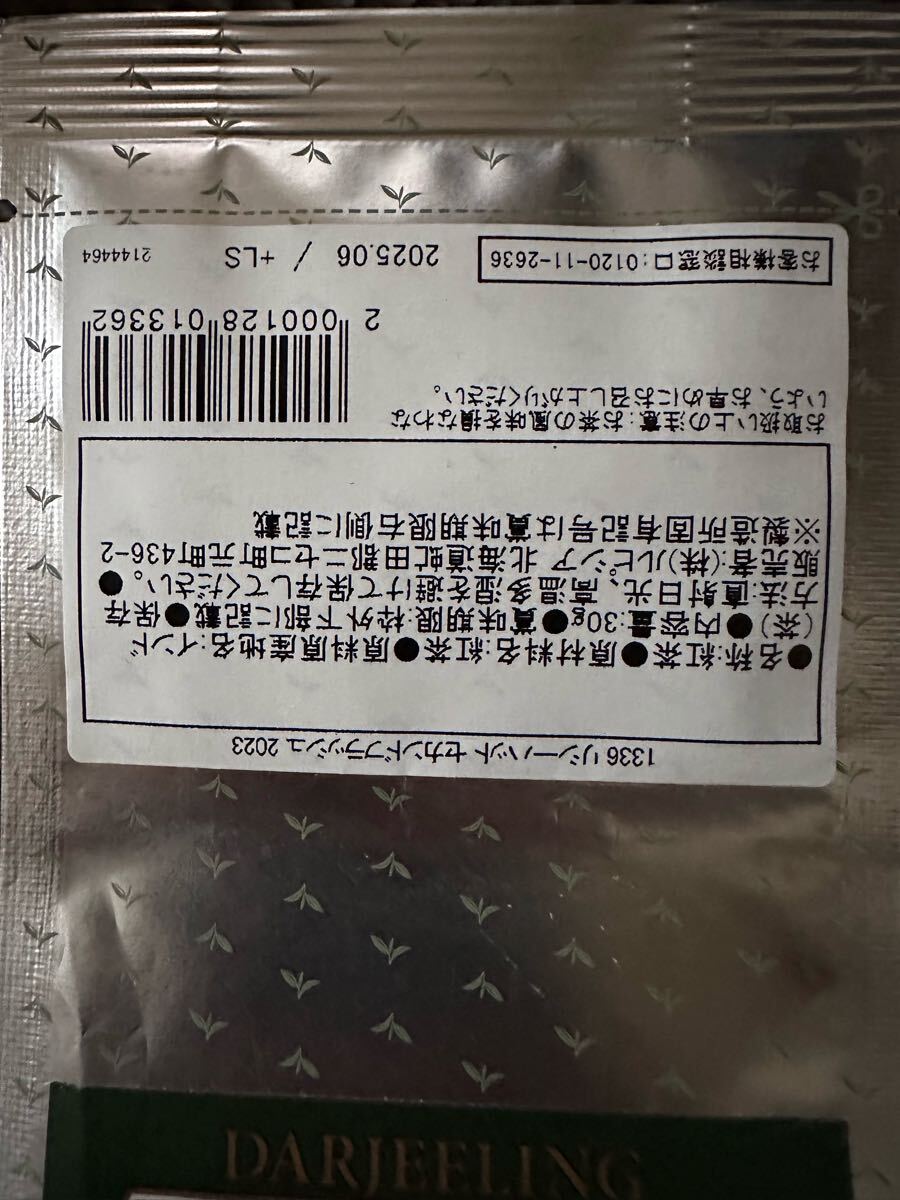 1336 リシーハット セカンドフラッシュ 2023
●名称:紅茶●原材料名:紅茶●原料原産地名:インド
(茶)●内容量:30g●賞味期限:枠外下部に記載●保存
方法:直射日光、高温多湿を避けて保存してください。●
販売者:(株)ルピシア 北海道虻田郡ニセコ町元町436-2
※製造所固有記号は賞味期限右側に記載
お取扱い上の注意:お茶の風味を損なわな
いよう、お早めにお召し上がりください。
2 000128 013362
お客様相談窓口:0120-11-2636
2025.06 / +LS
2144464
DARJEELING